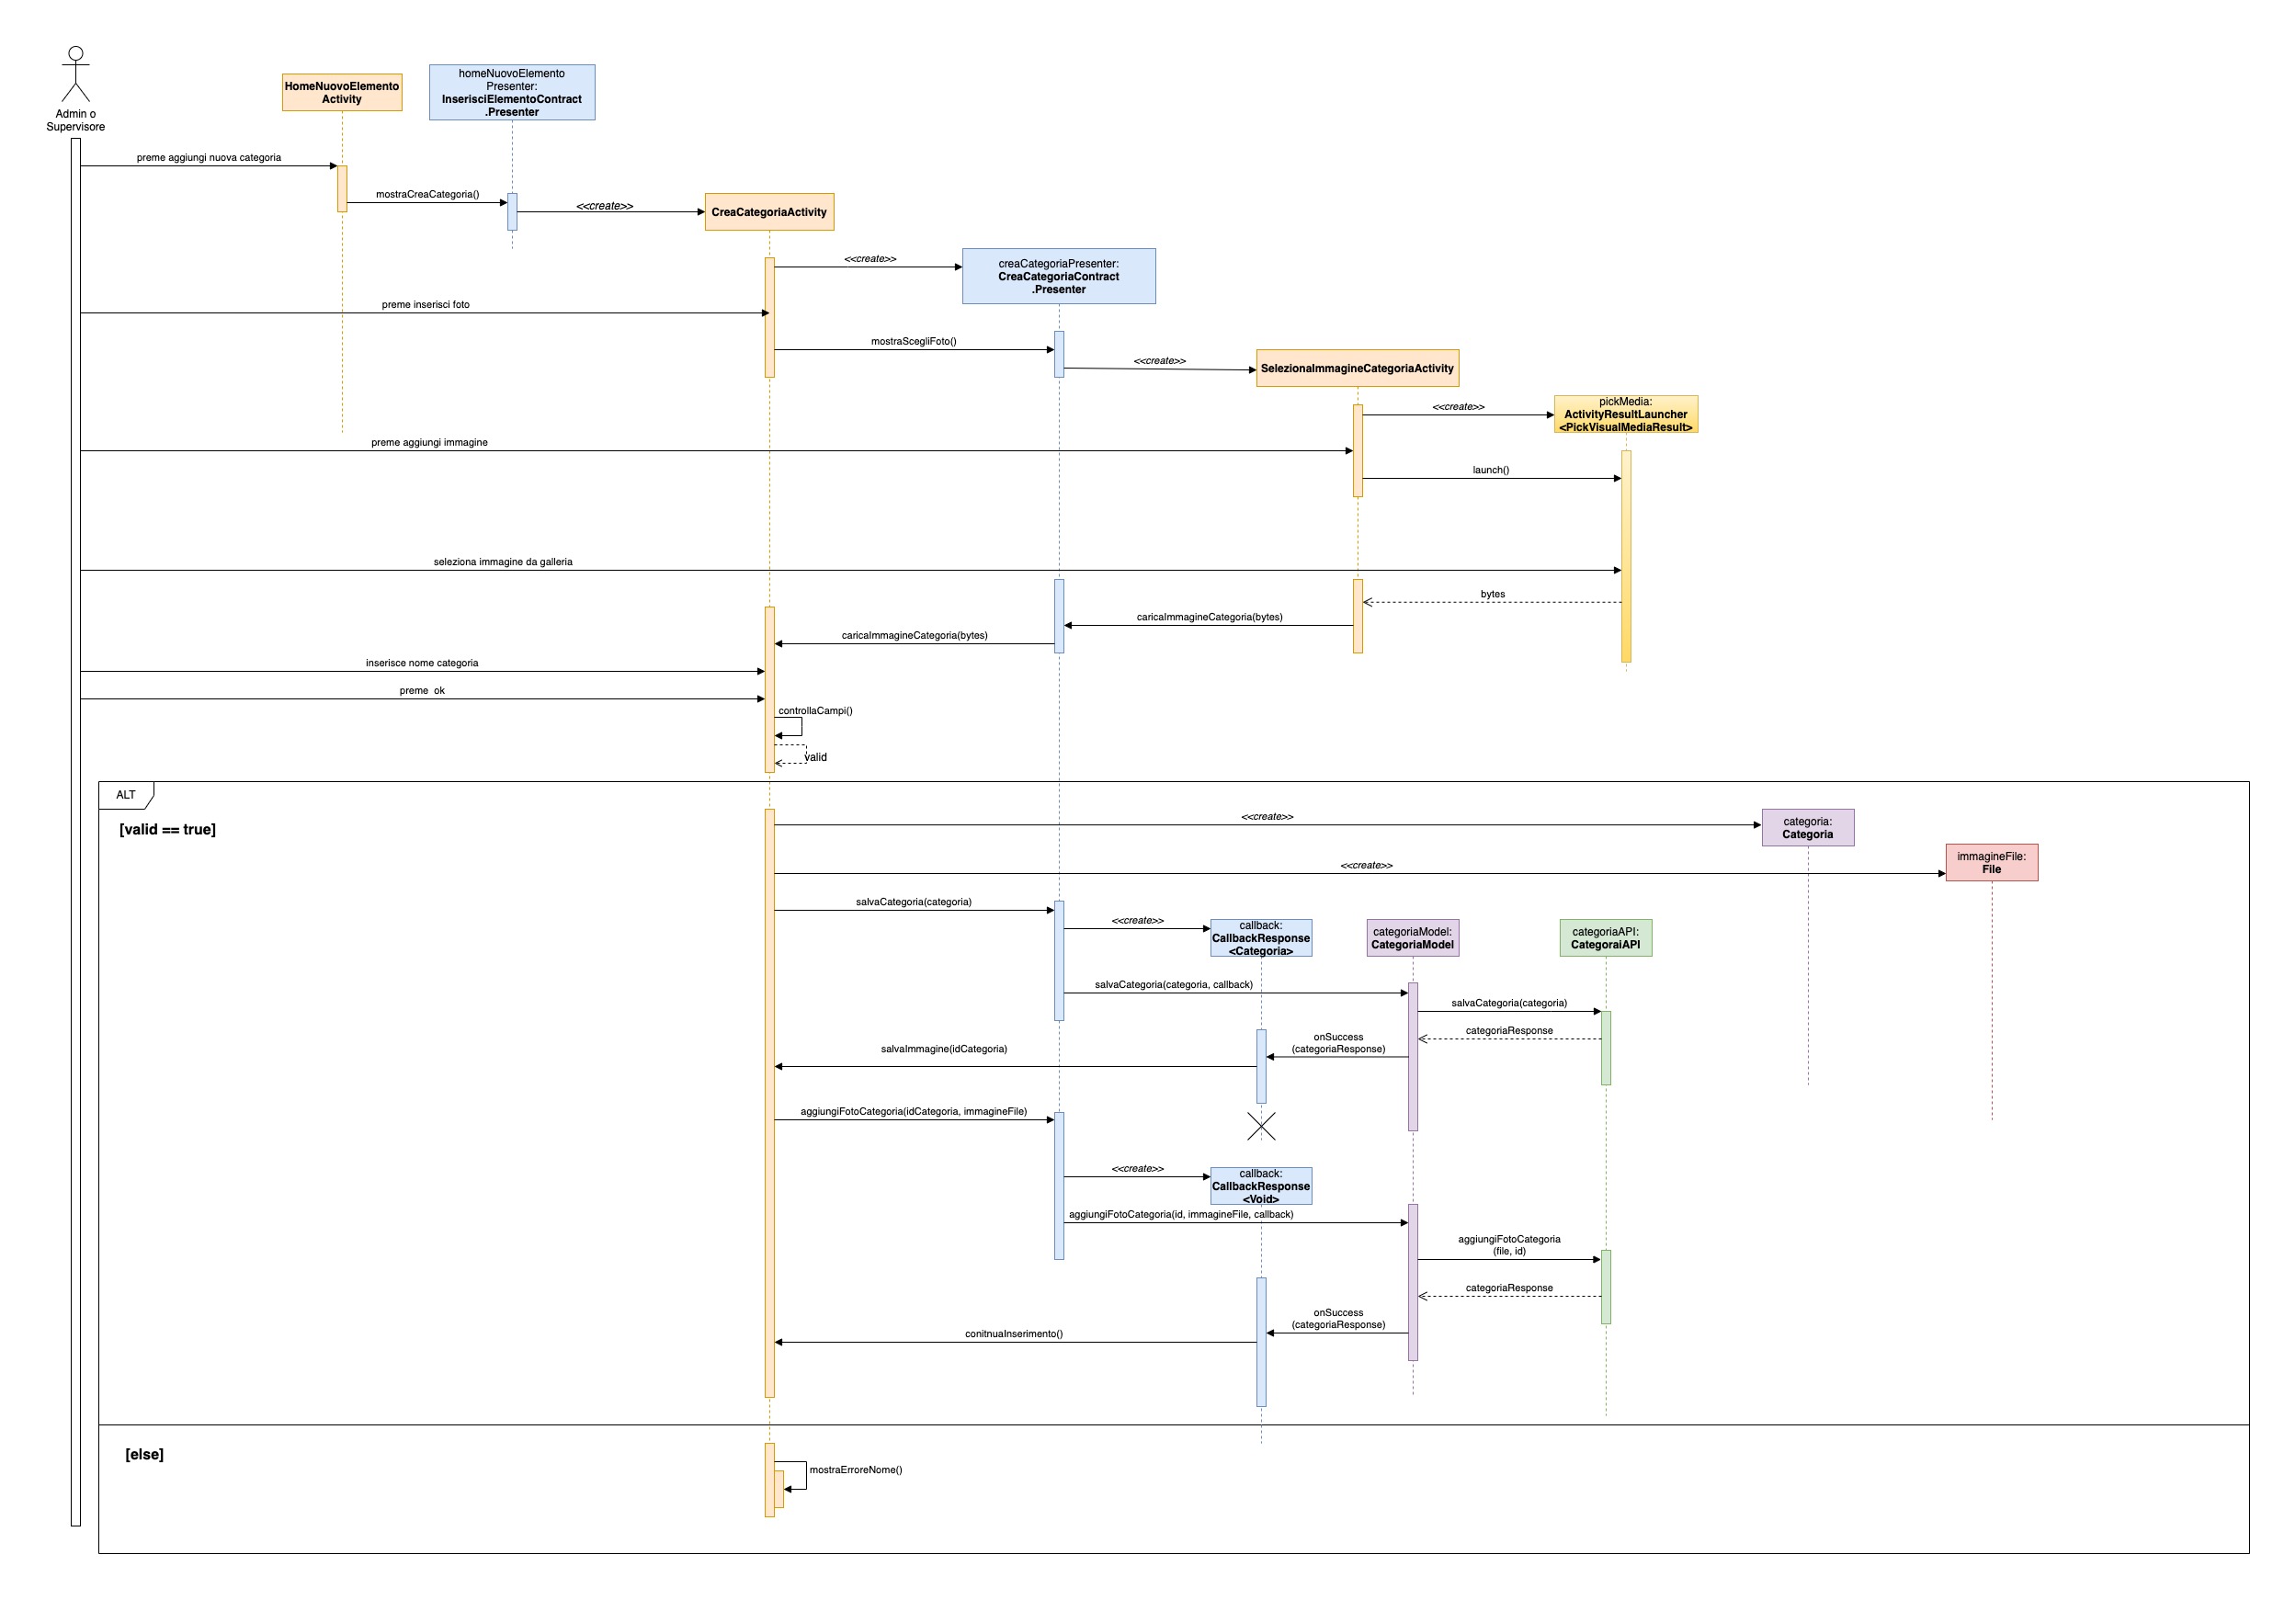 Admin o
Supervisore
HomeNuovoElemento
Activity
homeNuovoElemento
Presenter:
InserisciElementoContract
.Presenter
preme aggiungi nuova categoria
mostraCreaCategoria()
<<create>>
CreaCategoriaActivity
<<create>>
creaCategoriaPresenter:
CreaCategoriaContract
.Presenter
preme inserisci foto
mostraScegliFoto()
<<create>>
SelezionaImmagineCategoriaActivity
<<create>>
pickMedia:
ActivityResultLauncher
<PickVisualMediaResult>
preme aggiungi immagine
launch()
seleziona immagine da galleria
bytes
caricaImmagineCategoria(bytes)
caricaImmagineCategoria(bytes)
inserisce nome categoria
preme ok
controllaCampi()
valid
ALT
[valid == true]
<<create>>
categoria:
Categoria
<<create>>
immagineFile:
File
salvaCategoria(categoria)
<<create>>
callback:
CallbackResponse
<Categoria>
categoriaModel:
CategoriaModel
categoriaAPI:
CategoraiAPI
salvaCategoria(categoria, callback)
salvaCategoria(categoria)
categoriaResponse
onSuccess
(categoriaResponse)
salvaImmagine(idCategoria)
aggiungiFotoCategoria(idCategoria, immagineFile)
<<create>>
callback:
CallbackResponse
<Void>
aggiungiFotoCategoria(id, immagineFile, callback)
aggiungiFotoCategoria
(file, id)
categoriaResponse
onSuccess
(categoriaResponse)
conitnuaInserimento()
[else]
mostraErroreNome()